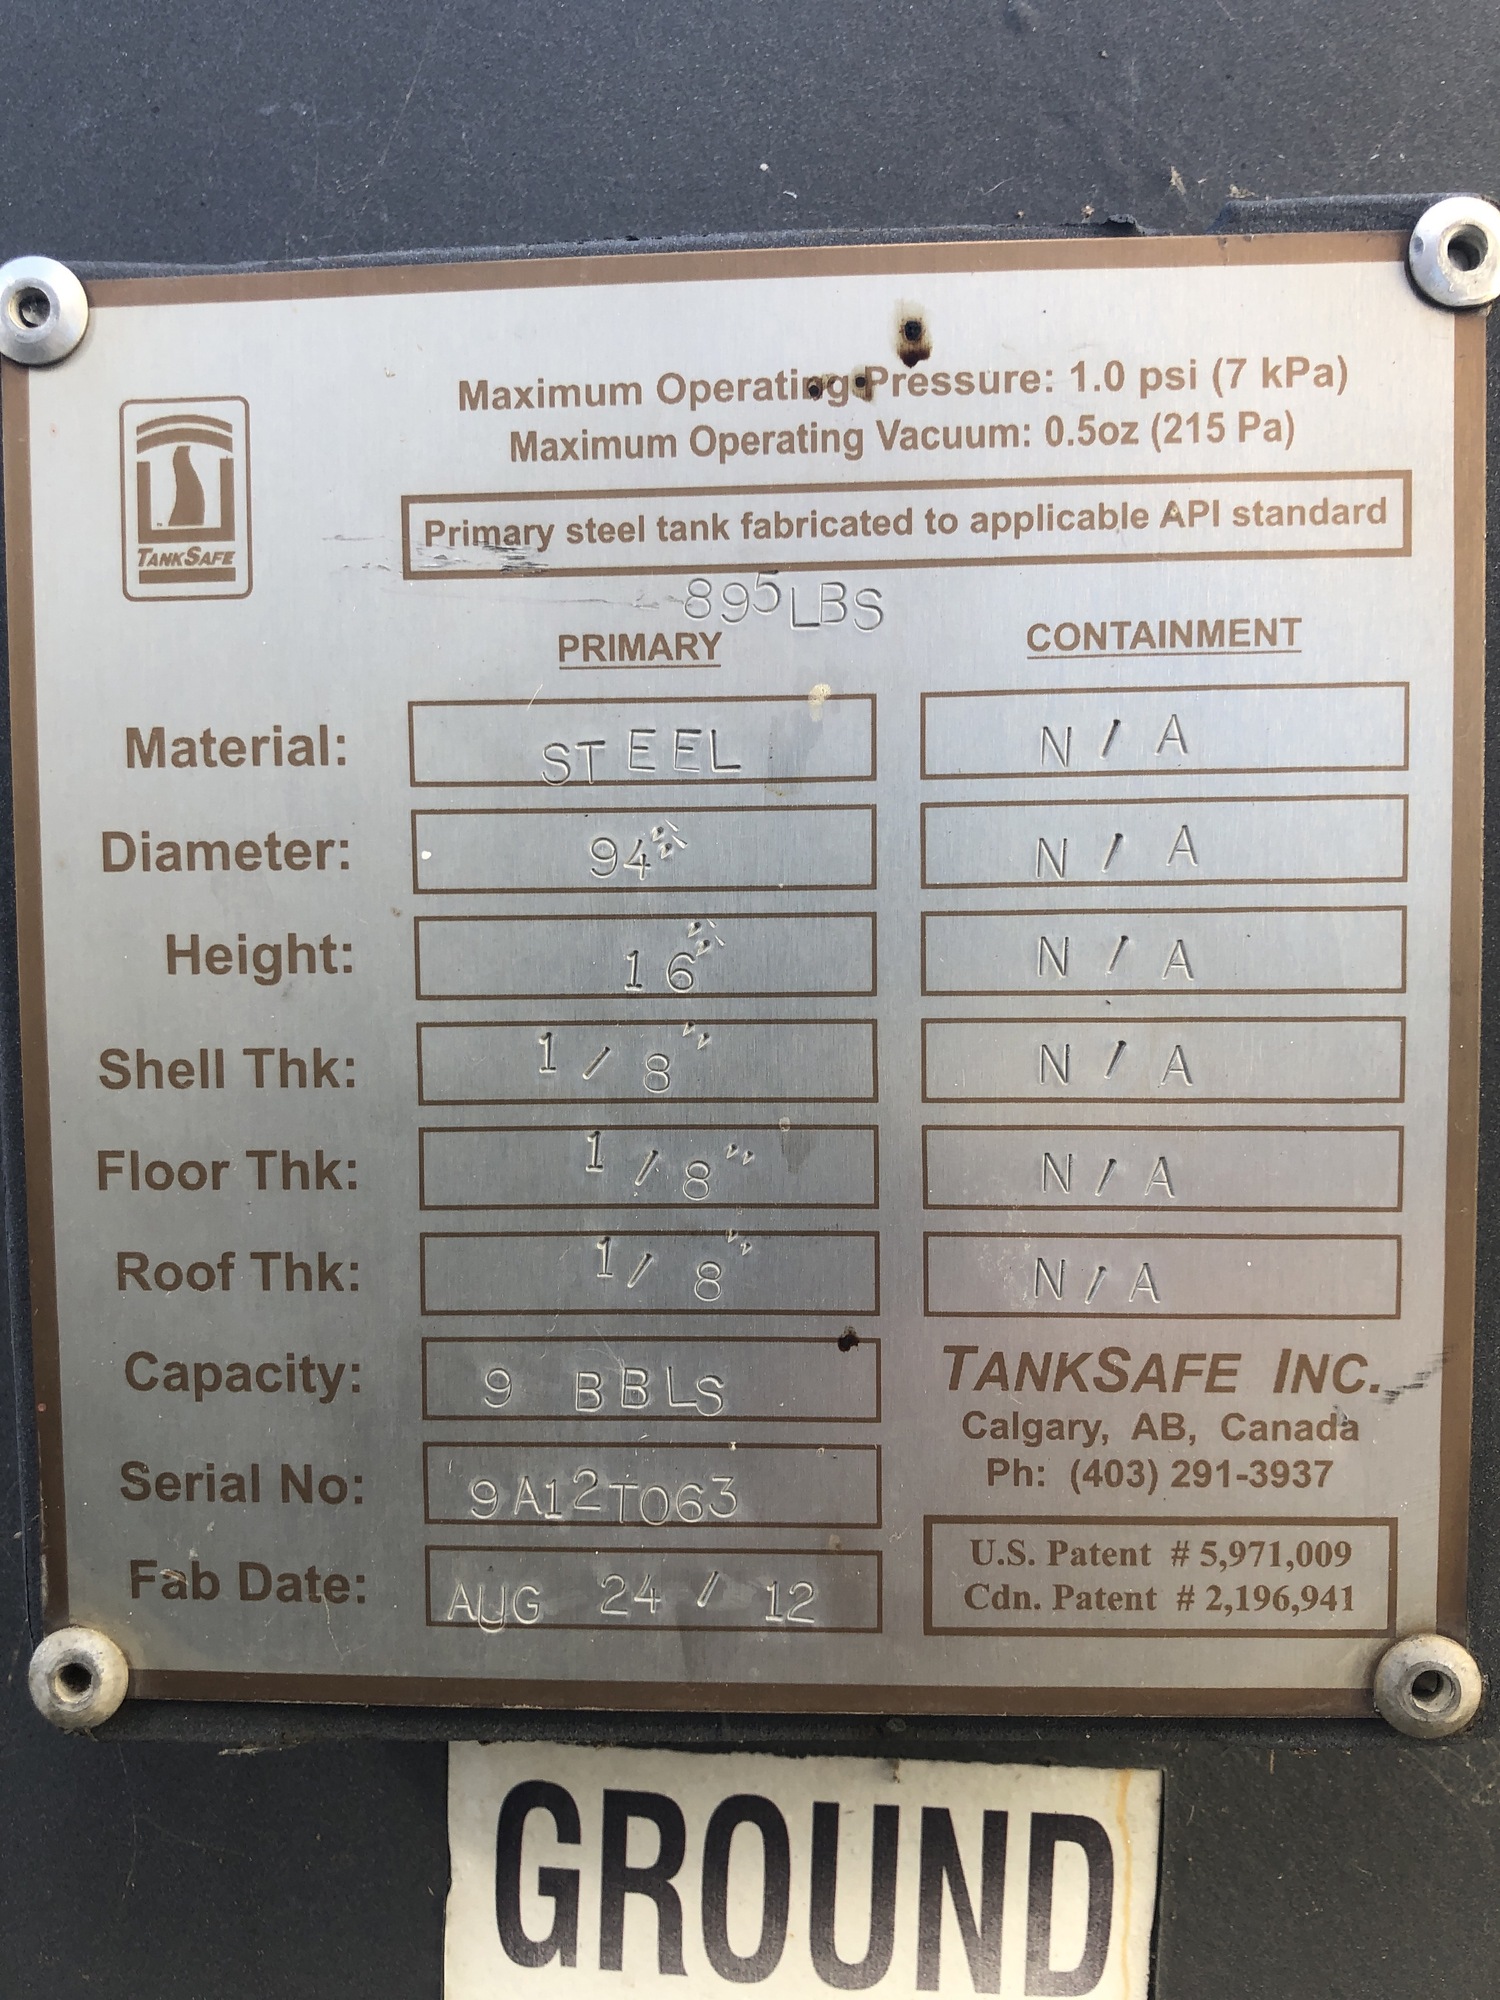 Maximum Operating Pressure: 1.0 psi (7 kPa)
Maximum Operating Vacuum: 0.5oz (215 Pa)
TANKSAFE
Primary steel tank fabricated to applicable API standard
895LBS
PRIMARY CONTAINMENT
Material: STEEL N/A
Diameter: 94" N/A
Height: 16" N/A
Shell Thk: 1/8" N/A
Floor Thk: 1/8" N/A
Roof Thk: 1/8" N/A
Capacity: 9 BBLS
Serial No: 9A12T063
Fab Date: AUG 24/12
TANKSAFE INC.
Calgary, AB, Canada
Ph: (403) 291-3937
U.S. Patent # 5,971,009
Cdn. Patent # 2,196,941
GROUND